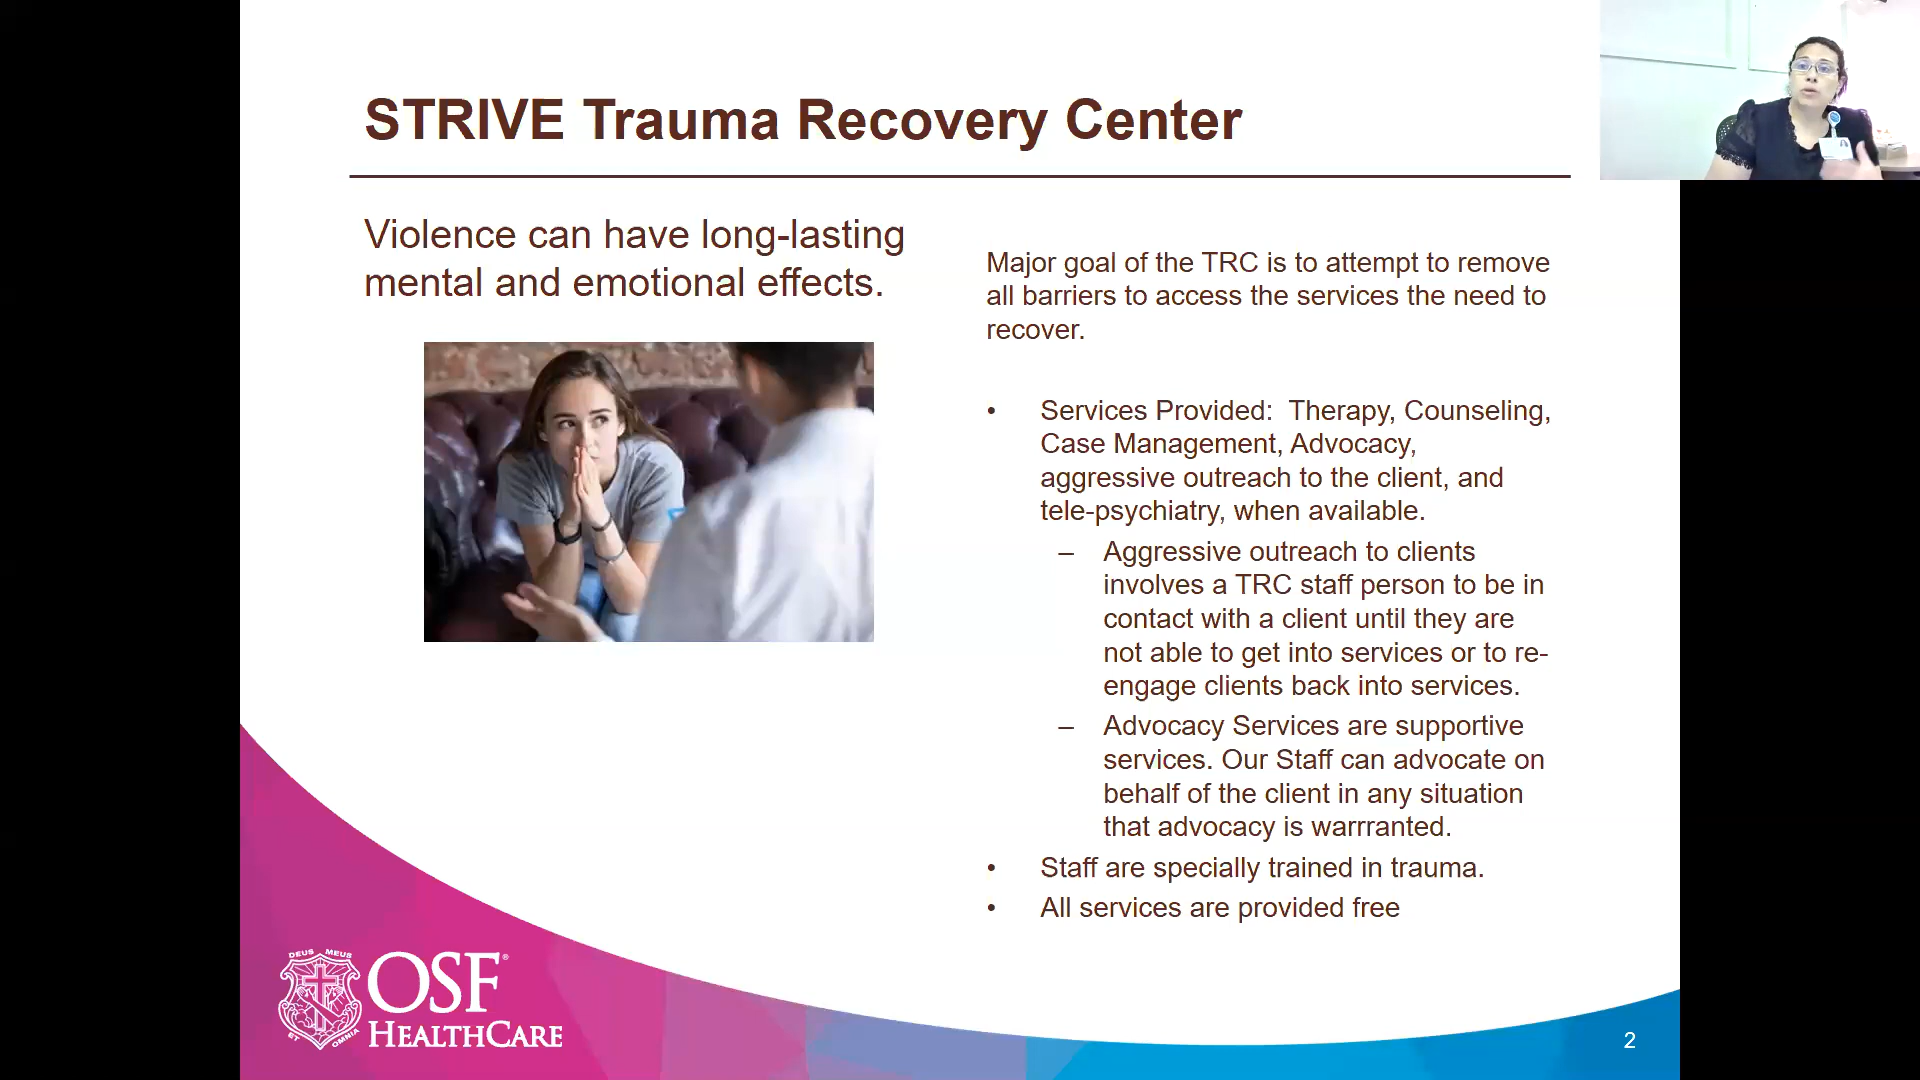 STRIVE Trauma Recovery Center
Violence can have long-lasting
mental and emotional effects.
Major goal of the TRC is to attempt to remove
all barriers to access the services the need to
recover.
• Services Provided:  Therapy, Counseling,
Case Management, Advocacy,
aggressive outreach to the client, and
tele-psychiatry, when available.
– Aggressive outreach to clients
involves a TRC staff person to be in
contact with a client until they are
not able to get into services or to re-
engage clients back into services.
– Advocacy Services are supportive
services. Our Staff can advocate on
behalf of the client in any situation
that advocacy is warrranted.
• Staff are specially trained in trauma.
• All services are provided free
DEUS MEUS
ET OMNIA
OSF®
HEALTHCARE
2